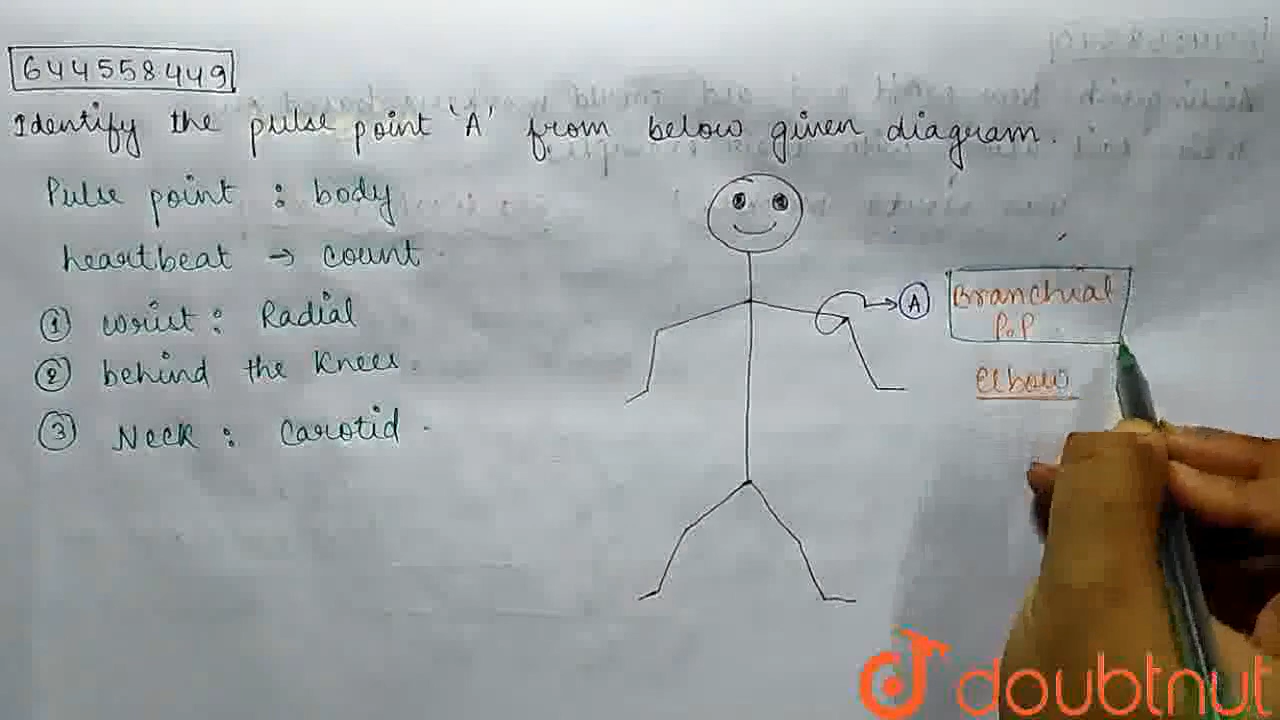 644558449
Identify the pulse point 'A' from below given diagram.
Pulse point : body
heartbeat → count.
① wrist : Radial
② behind the Knees.
③ Neck : Carotid.
A
Branchial
P.P
Elbow
doubtnut